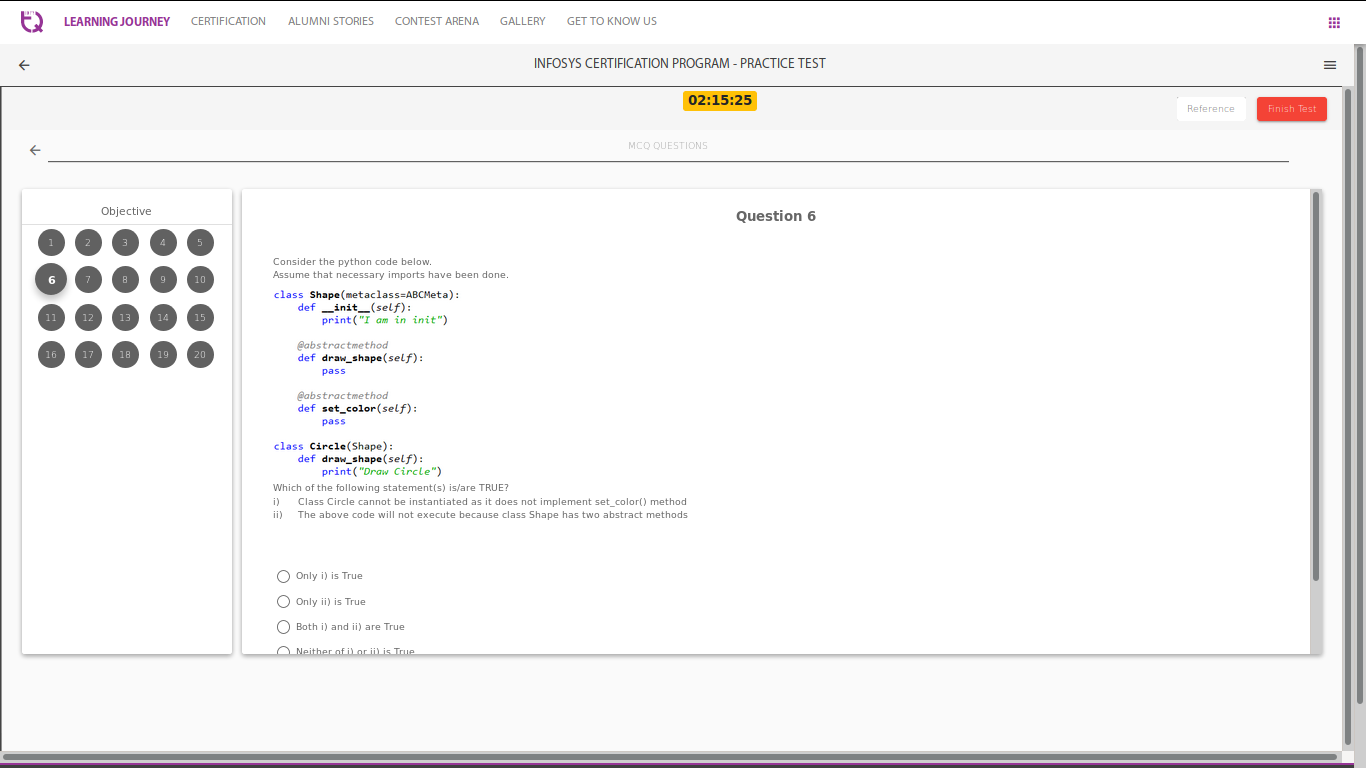 LEARNING JOURNEY CERTIFICATION ALUMNI STORIES CONTEST ARENA GALLERY GET TO KNOW US
INFOSYS CERTIFICATION PROGRAM - PRACTICE TEST
02:15:25
Reference Finish Test
MCQ QUESTIONS
Objective
1 2 3 4 5
6 7 8 9 10
11 12 13 14 15
16 17 18 19 20
Question 6
Consider the python code below.
Assume that necessary imports have been done.
class Shape(metaclass=ABCMeta):
    def __init__(self):
        print("I am in init")
    @abstractmethod
    def draw_shape(self):
        pass
    @abstractmethod
    def set_color(self):
        pass
class Circle(Shape):
    def draw_shape(self):
        print("Draw Circle")
Which of the following statement(s) is/are TRUE?
i) Class Circle cannot be instantiated as it does not implement set_color() method
ii) The above code will not execute because class Shape has two abstract methods
Only i) is True
Only ii) is True
Both i) and ii) are True
Neither of i) or ii) is True